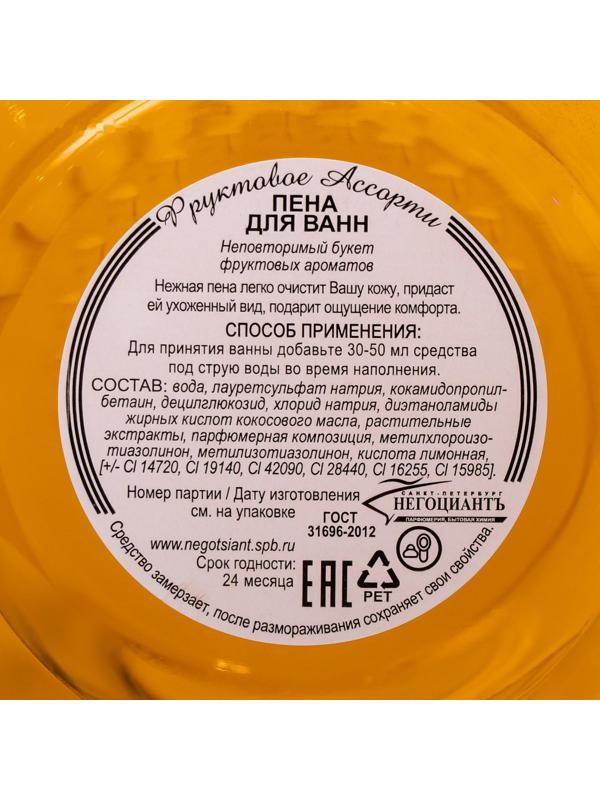 Фруктовое Ассорти
ПЕНА
ДЛЯ ВАНН
Неповторимый букет
фруктовых ароматов
Нежная пена легко очистит Вашу кожу, придаст
ей ухоженный вид, подарит ощущение комфорта.
СПОСОБ ПРИМЕНЕНИЯ:
Для принятия ванны добавьте 30-50 мл средства
под струю воды во время наполнения.
СОСТАВ: вода, лауретсульфат натрия, кокамидопропил-
бетаин, децилглюкозид, хлорид натрия, диэтаноламиды
жирных кислот кокосового масла, растительные
экстракты, парфюмерная композиция, метилхлороизо-
тиазолинон, метилизотиазолинон, кислота лимонная,
[+/- CI 14720, CI 19140, CI 42090, CI 28440, CI 16255, CI 15985].
Номер партии / Дату изготовления
см. на упаковке
ГОСТ
31696-2012
САНКТ-ПЕТЕРБУРГ
НЕГОЦИАНТЪ
ПАРФЮМЕРИЯ, БЫТОВАЯ ХИМИЯ
www.negotsiant.spb.ru
Срок годности:
24 месяца
ЕАС
1
PET
Средство замерзает, после размораживания сохраняет свои свойства.